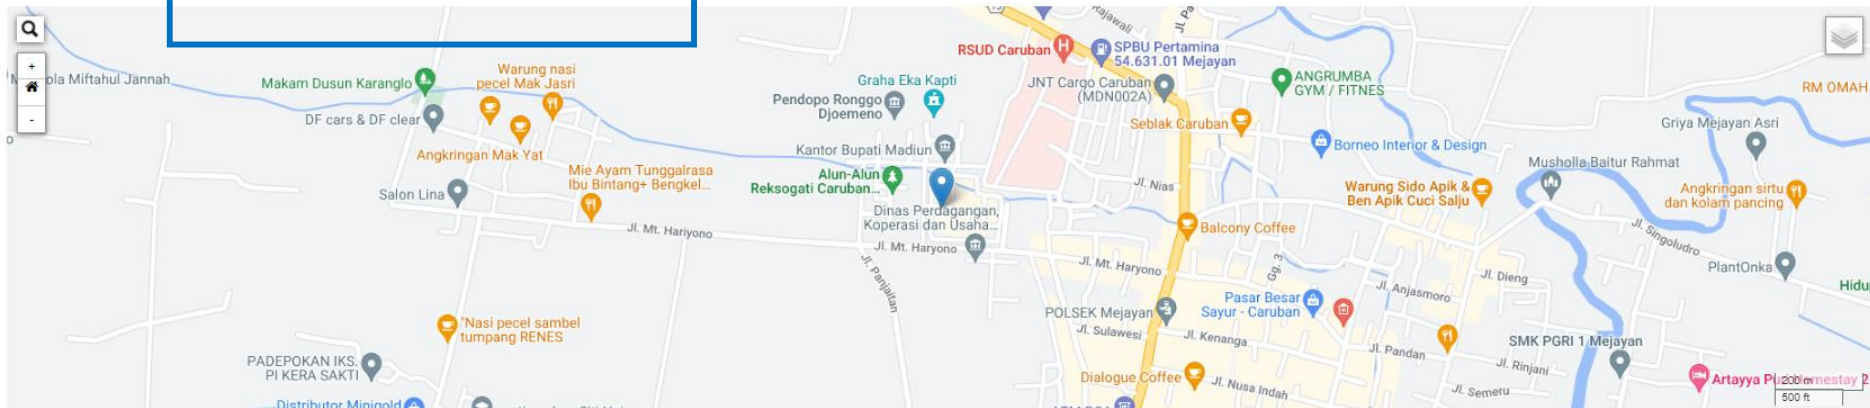 Rajawali
Jl. Pa
RSUD Caruban
SPBU Pertamina
54.631.01 Mejayan
ola Miftahul Jannah
Makam Dusun Karanglo
Warung nasi
pecel Mak Jasri
Graha Eka Kapti
JNT Cargo Caruban
(MDN002A)
ANGRUMBA
GYM / FITNES
RM OMAH
Pendopo Ronggo
Djoemeno
DF cars & DF clear
Seblak Caruban
Griya Mejayan Asri
Angkringan Mak Yat
Kantor Bupati Madiun
Borneo Interior & Design
Mie Ayam Tunggalrasa
Ibu Bintang+ Bengkel...
Alun-Alun
Reksogati Caruban...
Musholla Baitur Rahmat
Salon Lina
Jl. Nias
Warung Sido Apik &
Ben Apik Cuci Salju
Angkringan sirtu
dan kolam pancing
Dinas Perdagangan,
Koperasi dan Usaha...
Jl. Mt. Hariyono
Balcony Coffee
Jl. Singoludro
Jl. Mt. Haryono
Jl. Mt. Haryono
Gg. 3
Jl. Dieng
PlantOnka
Jl. Panjaitan
Jl. Anjasmoro
Hidu
POLSEK Mejayan
Pasar Besar
Sayur - Caruban
"Nasi pecel sambel
tumpang RENES
Jl. Sulawesi
Jl. Kenanga
Jl. Pandan
SMK PGRI 1 Mejayan
PADEPOKAN IKS.
PI KERA SAKTI
Jl. Rinjani
Dialogue Coffee
Jl. Nusa Indah
Jl. Semeru
Artayya
200 m
500 ft
Distributor Minigold